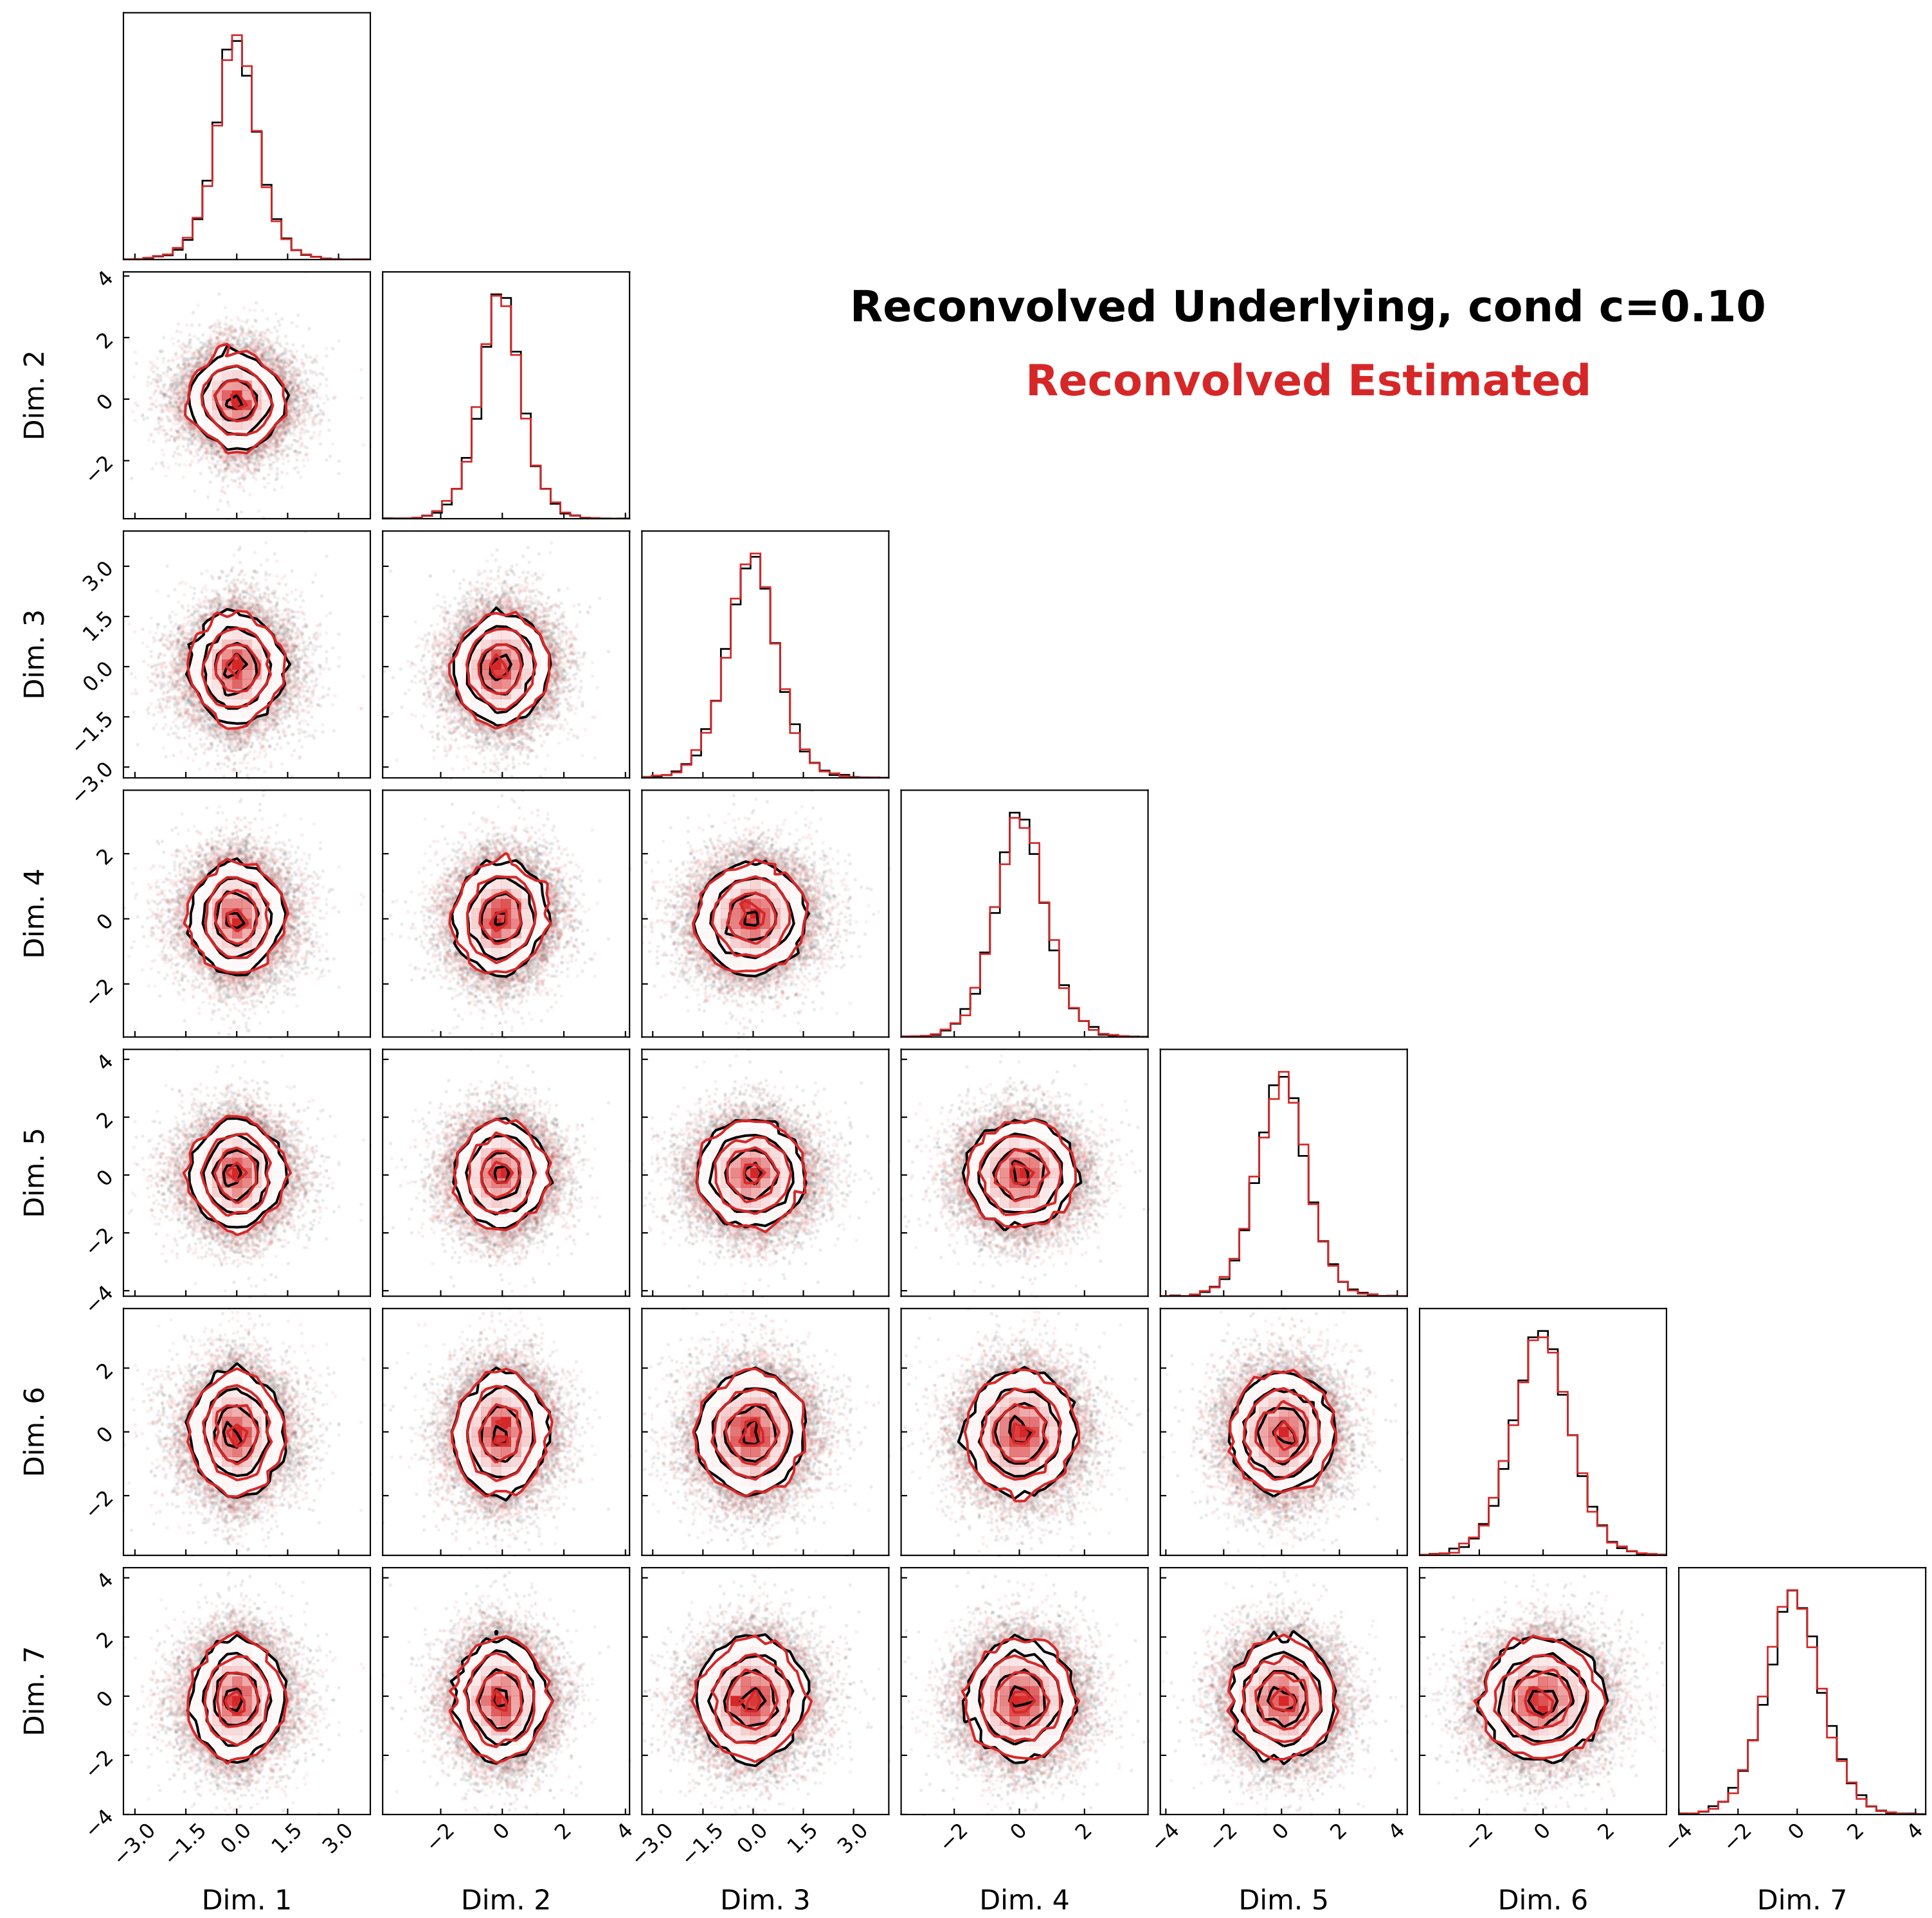 4
2
0
−2
Dim. 2
Reconvolved Underlying, cond c=0.10
Reconvolved Estimated
3.0
1.5
0.0
−1.5
−3.0
Dim. 3
2
0
−2
Dim. 4
4
2
0
−2
−4
Dim. 5
2
0
−2
Dim. 6
4
2
0
−2
−4
Dim. 7
−3.0 −1.5 0.0 1.5 3.0 −2 0 2 4 −3.0 −1.5 0.0 1.5 3.0 −2 0 2 −4 −2 0 2 4 −2 0 2 −4 −2 0 2 4
Dim. 1 Dim. 2 Dim. 3 Dim. 4 Dim. 5 Dim. 6 Dim. 7